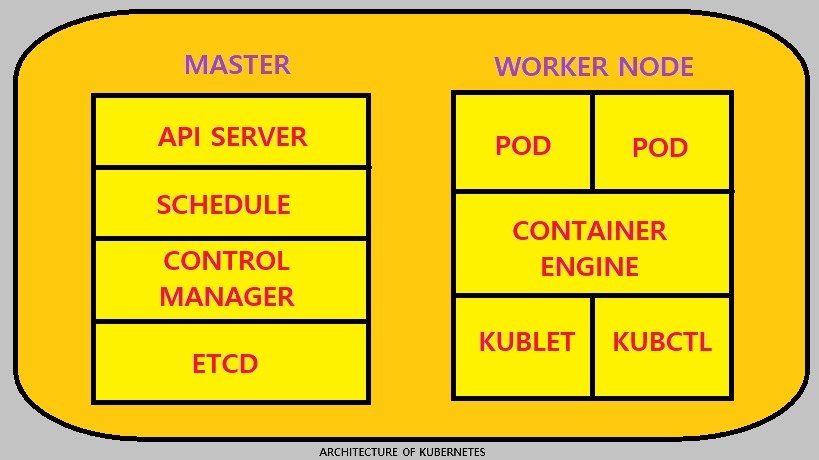 MASTER
API SERVER
SCHEDULE
CONTROL
MANAGER
ETCD
WORKER NODE
POD
POD
CONTAINER
ENGINE
KUBLET
KUBCTL
ARCHITECTURE OF KUBERNETES